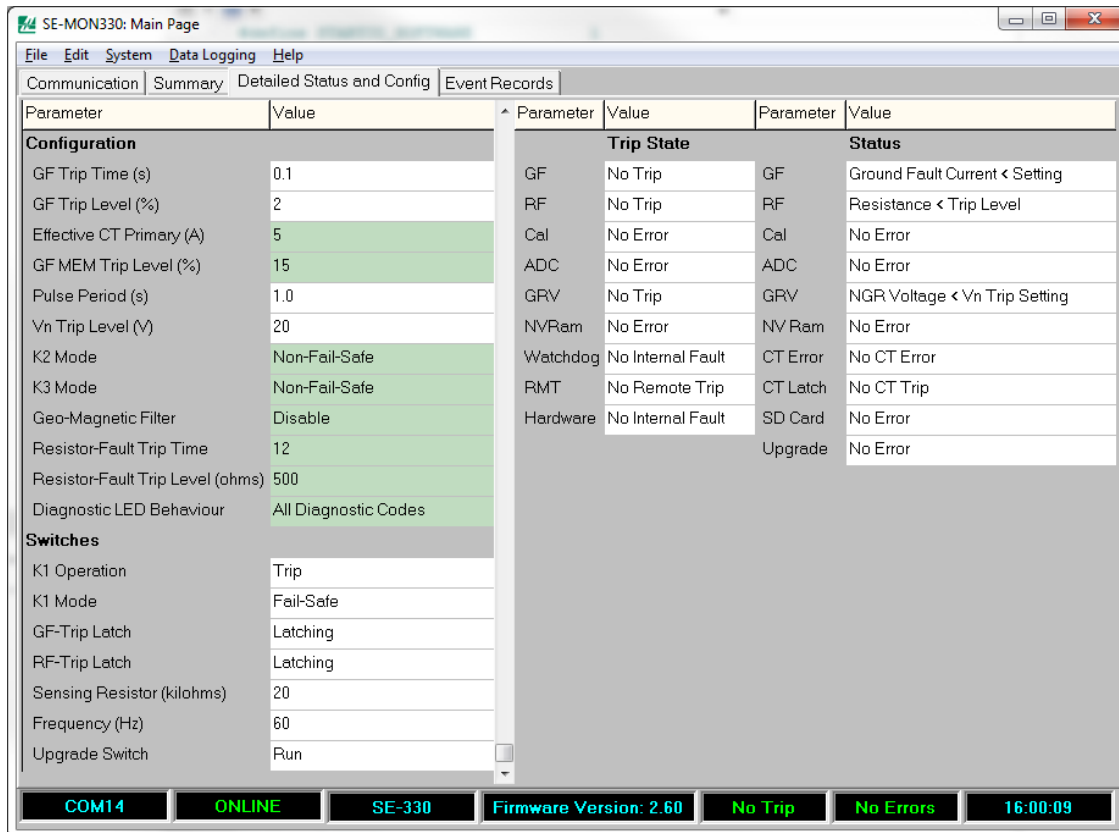 SE-MON330: Main Page
File Edit System Data Logging Help
Communication Summary Detailed Status and Config Event Records
Parameter Value Parameter Value Parameter Value
Configuration Trip State Status
GF Trip Time (s) 0.1 GF No Trip GF Ground Fault Current < Setting
GF Trip Level (%) 2 RF No Trip RF Resistance < Trip Level
Effective CT Primary (A) 5 Cal No Error Cal No Error
GF MEM Trip Level (%) 15 ADC No Error ADC No Error
Pulse Period (s) 1.0 GRV No Trip GRV NGR Voltage < Vn Trip Setting
Vn Trip Level (V) 20 NVRam No Error NV Ram No Error
K2 Mode Non-Fail-Safe Watchdog No Internal Fault CT Error No CT Error
K3 Mode Non-Fail-Safe RMT No Remote Trip CT Latch No CT Trip
Geo-Magnetic Filter Disable Hardware No Internal Fault SD Card No Error
Resistor-Fault Trip Time 12 Upgrade No Error
Resistor-Fault Trip Level (ohms) 500
Diagnostic LED Behaviour All Diagnostic Codes
Switches
K1 Operation Trip
K1 Mode Fail-Safe
GF-Trip Latch Latching
RF-Trip Latch Latching
Sensing Resistor (kilohms) 20
Frequency (Hz) 60
Upgrade Switch Run
COM14 ONLINE SE-330 Firmware Version: 2.60 No Trip No Errors 16:00:09